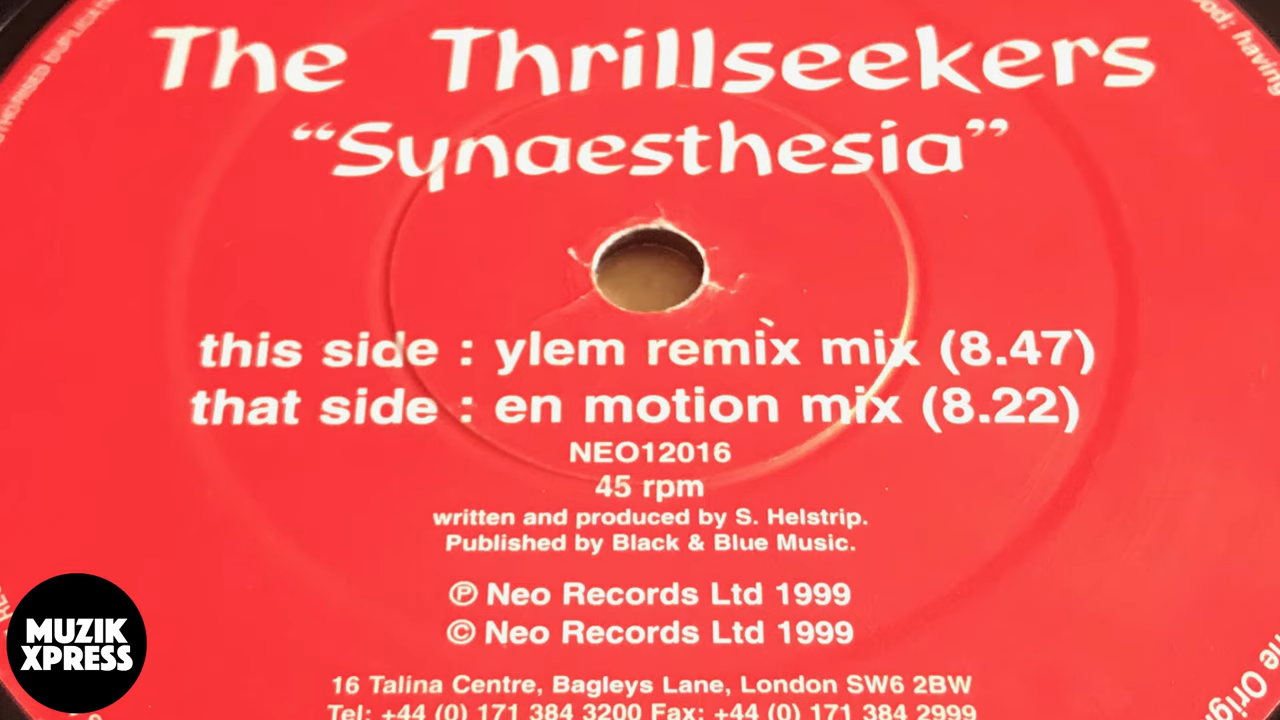 The Thrillseekers
“Synaesthesia”
this side : ylem remix mix (8.47)
that side : en motion mix (8.22)
NEO12016
45 rpm
written and produced by S. Helstrip.
Published by Black & Blue Music.
℗ Neo Records Ltd 1999
© Neo Records Ltd 1999
16 Talina Centre, Bagleys Lane, London SW6 2BW
Tel: +44 (0) 171 384 3200 Fax: +44 (0) 171 384 2999
having
MUZIK
XPRESS